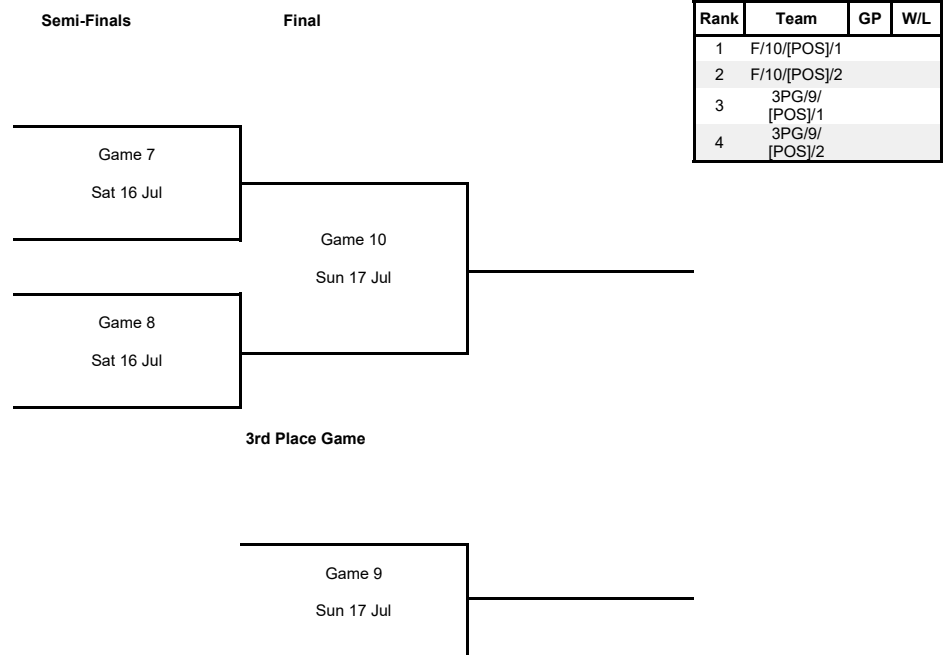 Semi-Finals
Final
Rank Team GP W/L
1 F/10/[POS]/1
2 F/10/[POS]/2
3 3PG/9/
[POS]/1
4 3PG/9/
[POS]/2
Game 7
Sat 16 Jul
Game 10
Sun 17 Jul
Game 8
Sat 16 Jul
3rd Place Game
Game 9
Sun 17 Jul